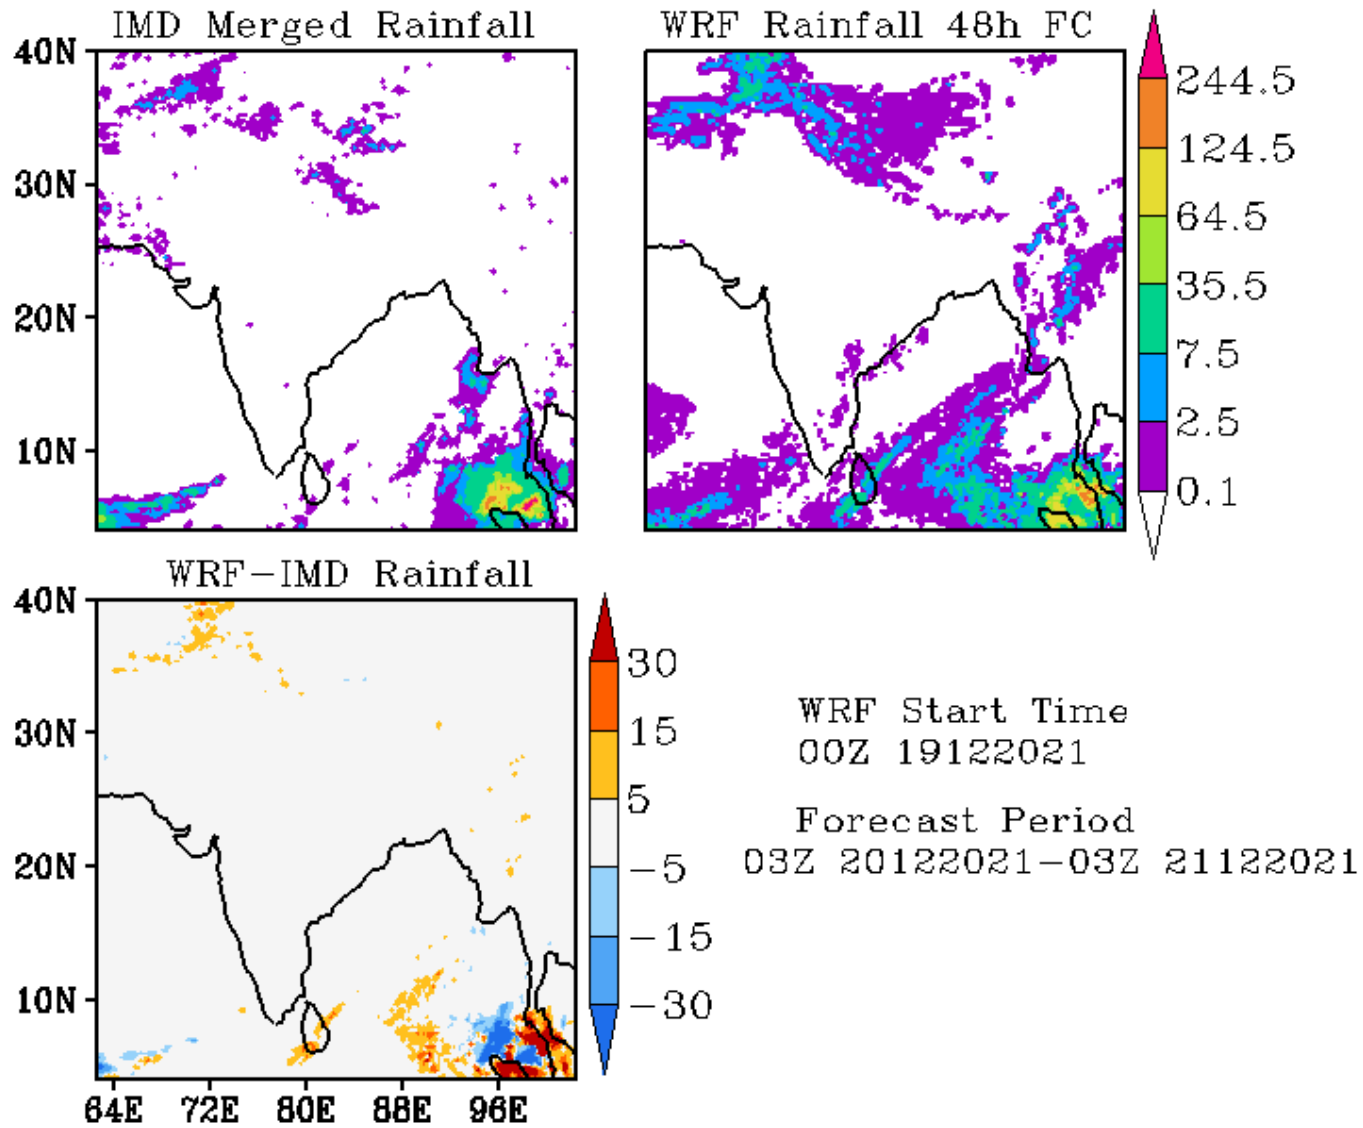 IMD Merged Rainfall
WRF Rainfall 48h FC
40N
30N
20N
10N
244.5
124.5
64.5
35.5
7.5
2.5
0.1
WRF-IMD Rainfall
40N
30N
20N
10N
64E 72E 80E 88E 96E
30
15
5
-5
-15
-30
WRF Start Time
00Z 19122021
Forecast Period
03Z 20122021-03Z 21122021